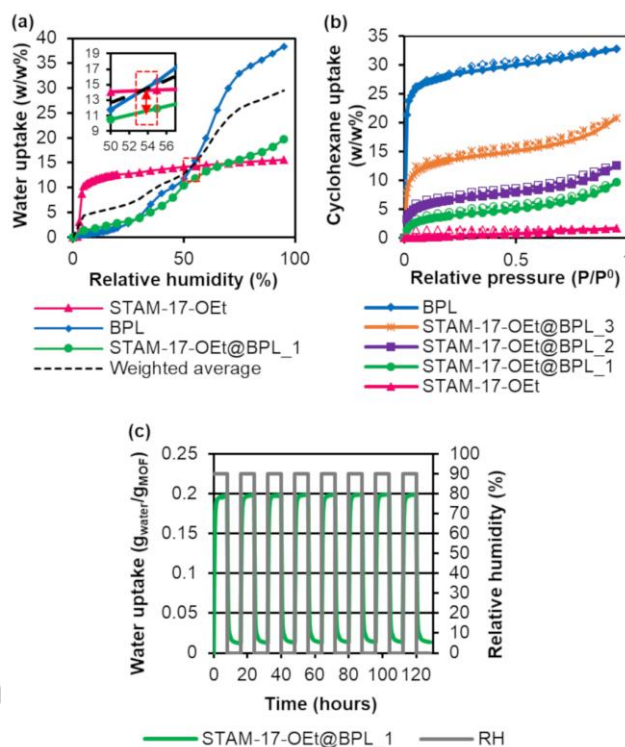 (a)
Water uptake (w/w%)
40
35
30
25
20
15
10
5
0
19
17
15
13
11
9
50 52 54 56
0 50 100
Relative humidity (%)
STAM-17-OEt
BPL
STAM-17-OEt@BPL_1
Weighted average
(b)
Cyclohexane uptake
(w/w%)
35
30
25
20
15
10
5
0
0 0.5 1
Relative pressure (P/P⁰)
BPL
STAM-17-OEt@BPL_3
STAM-17-OEt@BPL_2
STAM-17-OEt@BPL_1
STAM-17-OEt
(c)
Water uptake (g_water/g_MOF)
0.25
0.2
0.15
0.1
0.05
0
100
90
80
70
60
50
40
30
20
10
0
Relative humidity (%)
0 20 40 60 80 100 120
Time (hours)
STAM-17-OEt@BPL_1 RH